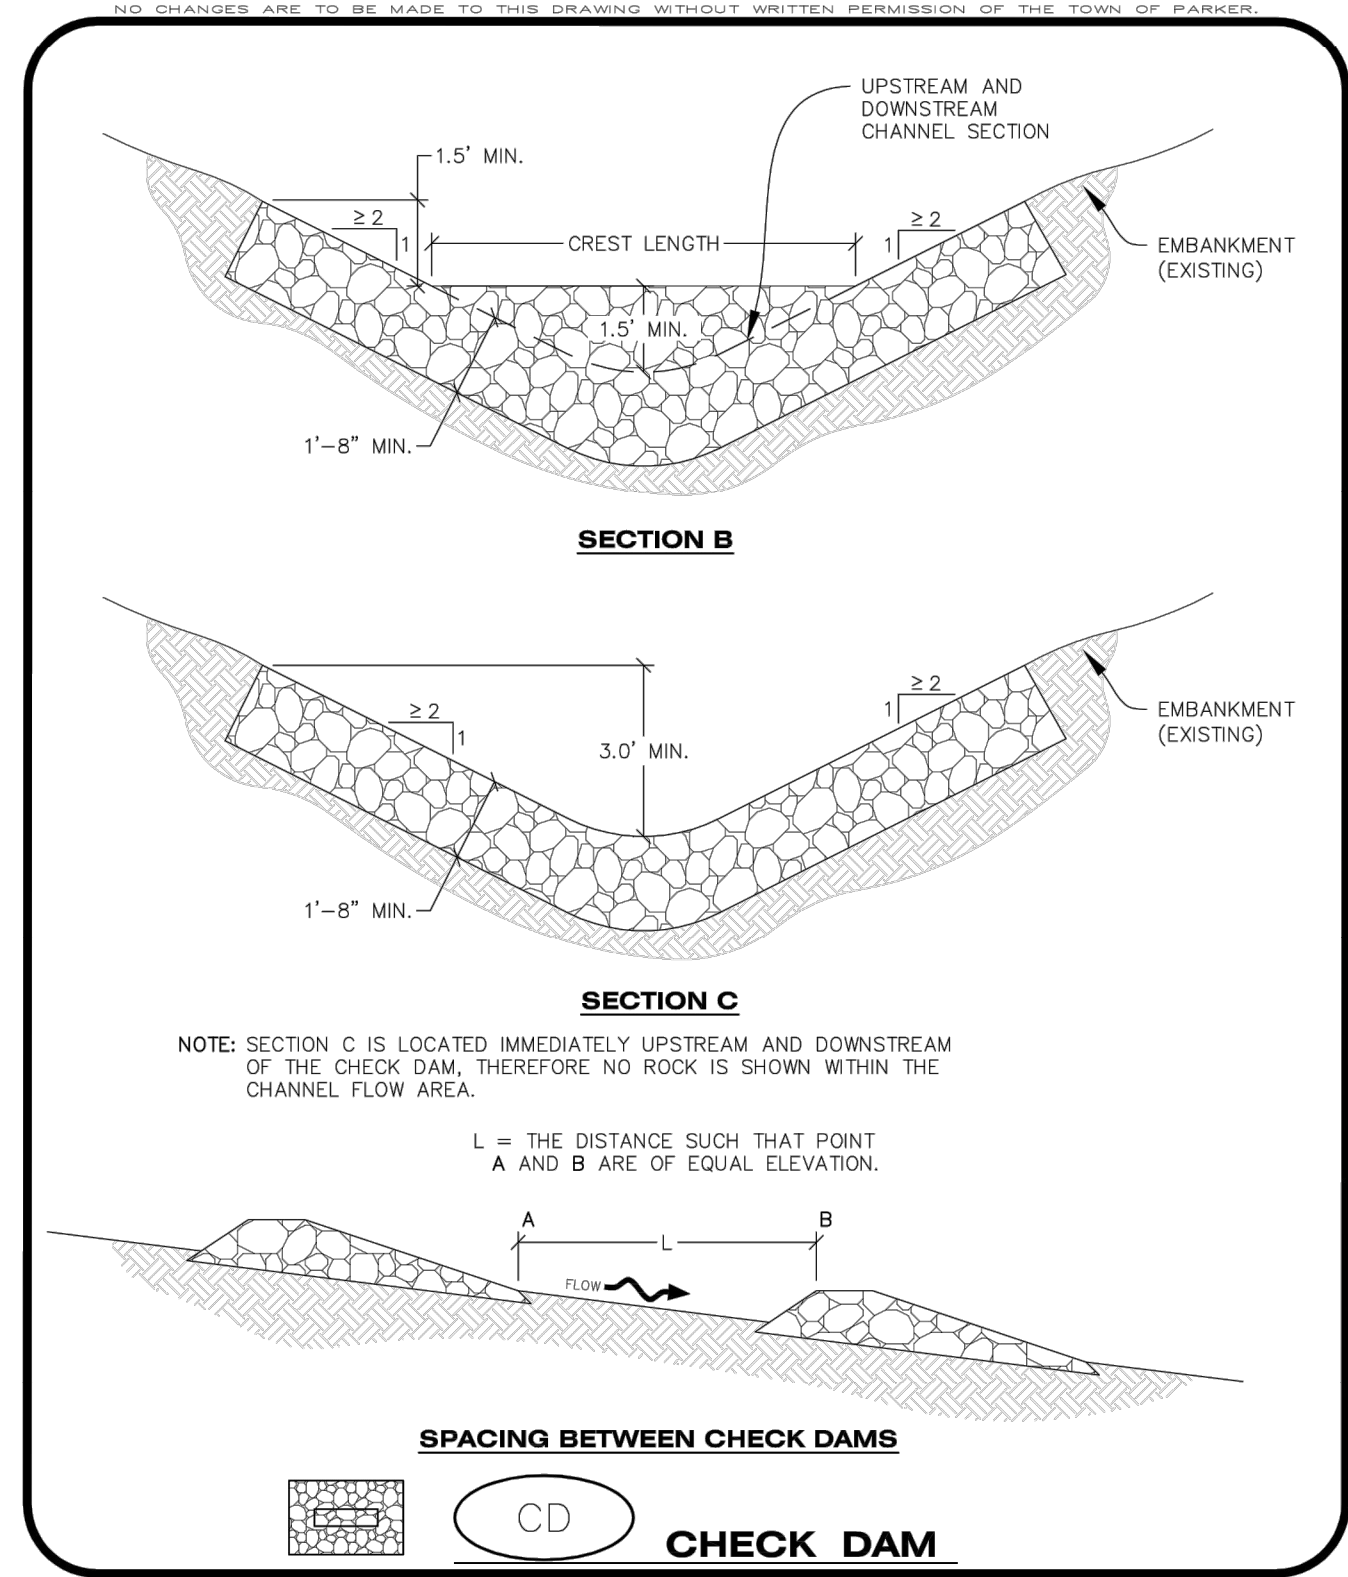 NO CHANGES ARE TO BE MADE TO THIS DRAWING WITHOUT WRITTEN PERMISSION OF THE TOWN OF PARKER.
UPSTREAM AND
DOWNSTREAM
CHANNEL SECTION
1.5' MIN.
≥ 2
1
CREST LENGTH
≥ 2
1
EMBANKMENT
(EXISTING)
1.5' MIN.
1'-8" MIN.
SECTION B
≥ 2
1
≥ 2
1
EMBANKMENT
(EXISTING)
3.0' MIN.
1'-8" MIN.
SECTION C
NOTE: SECTION C IS LOCATED IMMEDIATELY UPSTREAM AND DOWNSTREAM
OF THE CHECK DAM, THEREFORE NO ROCK IS SHOWN WITHIN THE
CHANNEL FLOW AREA.
L = THE DISTANCE SUCH THAT POINT
A AND B ARE OF EQUAL ELEVATION.
A
B
L
FLOW
SPACING BETWEEN CHECK DAMS
CD
CHECK DAM